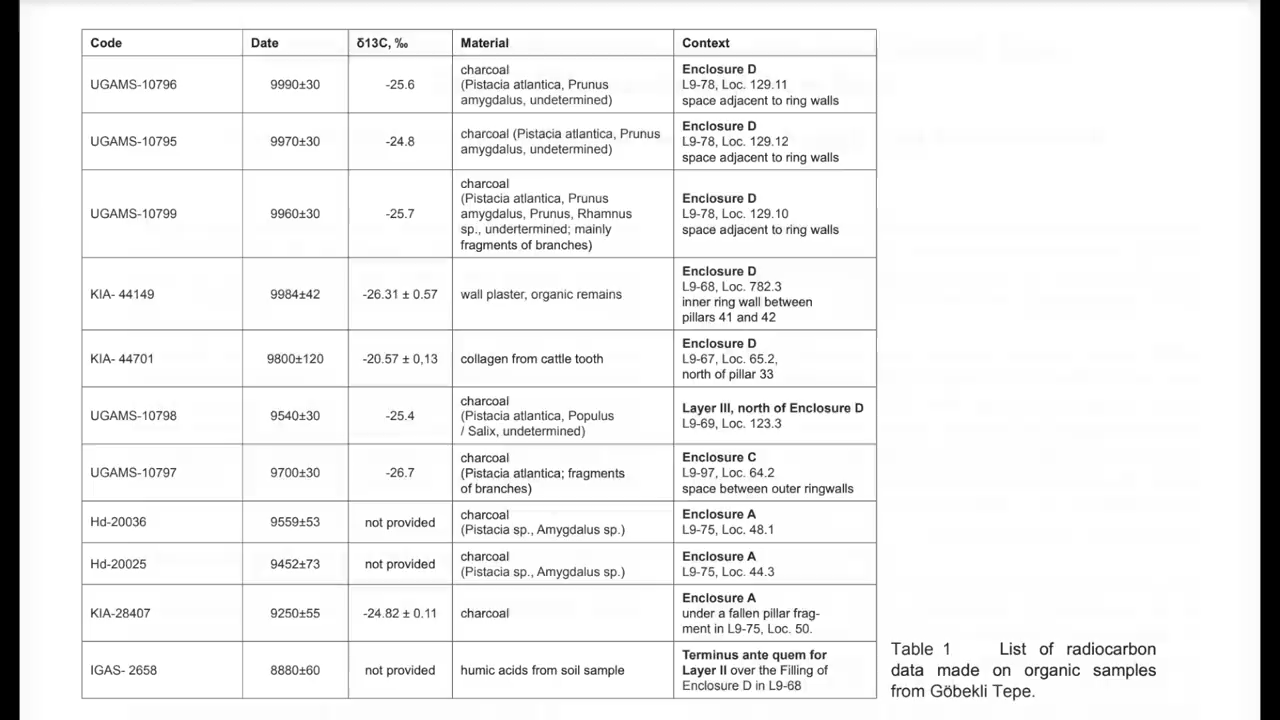 Code Date δ13C, ‰ Material Context
UGAMS-10796 9990±30 -25.6 charcoal
(Pistacia atlantica, Prunus
amygdalus, undetermined) Enclosure D
L9-78, Loc. 129.11
space adjacent to ring walls
UGAMS-10795 9970±30 -24.8 charcoal (Pistacia atlantica, Prunus
amygdalus, undetermined) Enclosure D
L9-78, Loc. 129.12
space adjacent to ring walls
UGAMS-10799 9960±30 -25.7 charcoal
(Pistacia atlantica, Prunus
amygdalus, Prunus, Rhamnus
sp., undertermined; mainly
fragments of branches) Enclosure D
L9-78, Loc. 129.10
space adjacent to ring walls
KIA- 44149 9984±42 -26.31 ± 0.57 wall plaster, organic remains Enclosure D
L9-68, Loc. 782.3
inner ring wall between
pillars 41 and 42
KIA- 44701 9800±120 -20.57 ± 0,13 collagen from cattle tooth Enclosure D
L9-67, Loc. 65.2,
north of pillar 33
UGAMS-10798 9540±30 -25.4 charcoal
(Pistacia atlantica, Populus
/ Salix, undetermined) Layer III, north of Enclosure D
L9-69, Loc. 123.3
UGAMS-10797 9700±30 -26.7 charcoal
(Pistacia atlantica; fragments
of branches) Enclosure C
L9-97, Loc. 64.2
space between outer ringwalls
Hd-20036 9559±53 not provided charcoal
(Pistacia sp., Amygdalus sp.) Enclosure A
L9-75, Loc. 48.1
Hd-20025 9452±73 not provided charcoal
(Pistacia sp., Amygdalus sp.) Enclosure A
L9-75, Loc. 44.3
KIA-28407 9250±55 -24.82 ± 0.11 charcoal Enclosure A
under a fallen pillar frag-
ment in L9-75, Loc. 50.
IGAS- 2658 8880±60 not provided humic acids from soil sample Terminus ante quem for
Layer II over the Filling of
Enclosure D in L9-68
Table 1 List of radiocarbon
data made on organic samples
from Göbekli Tepe.